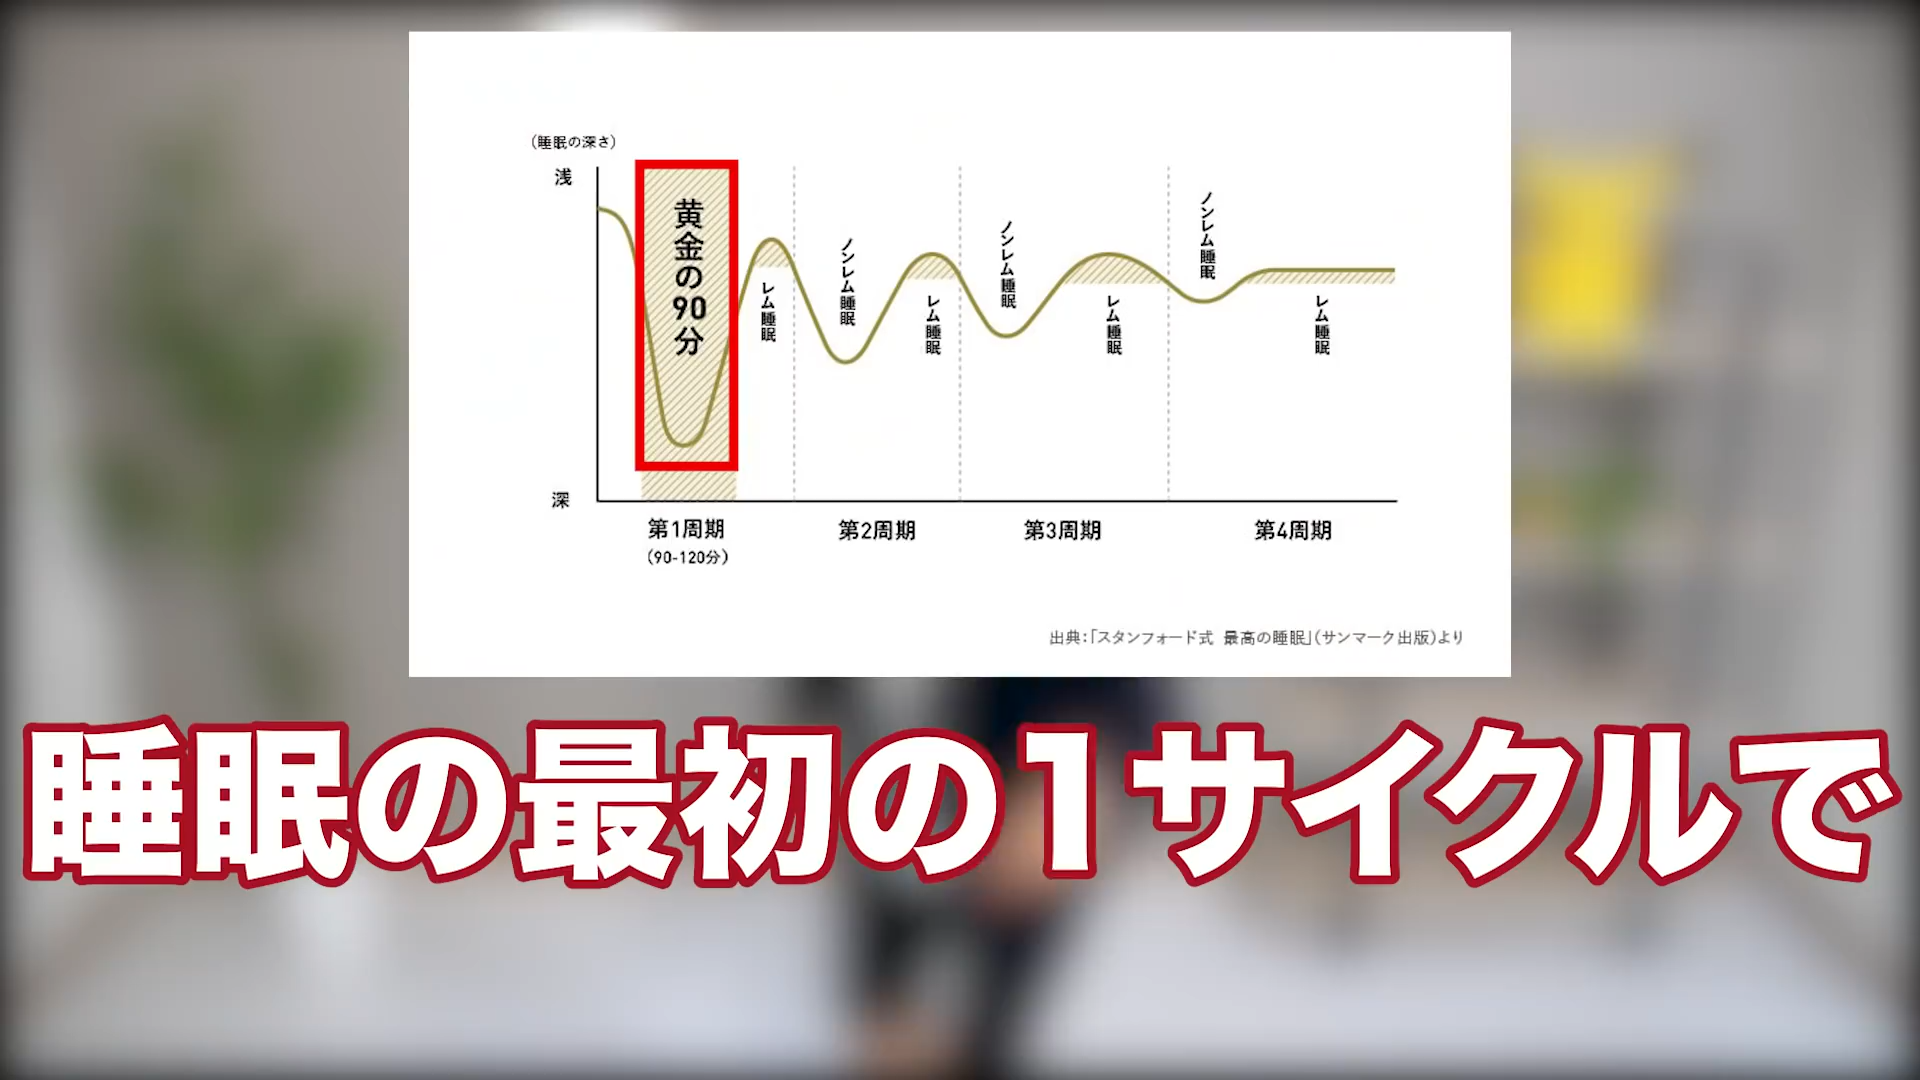 （睡眠の深さ）
浅
黄金の90分
レム睡眠
ノンレム睡眠
レム睡眠
ノンレム睡眠
レム睡眠
ノンレム睡眠
レム睡眠
深
第1周期
（90-120分）
第2周期
第3周期
第4周期
出典：「スタンフォード式 最高の睡眠」（サンマーク出版）より
睡眠の最初の1サイクルで